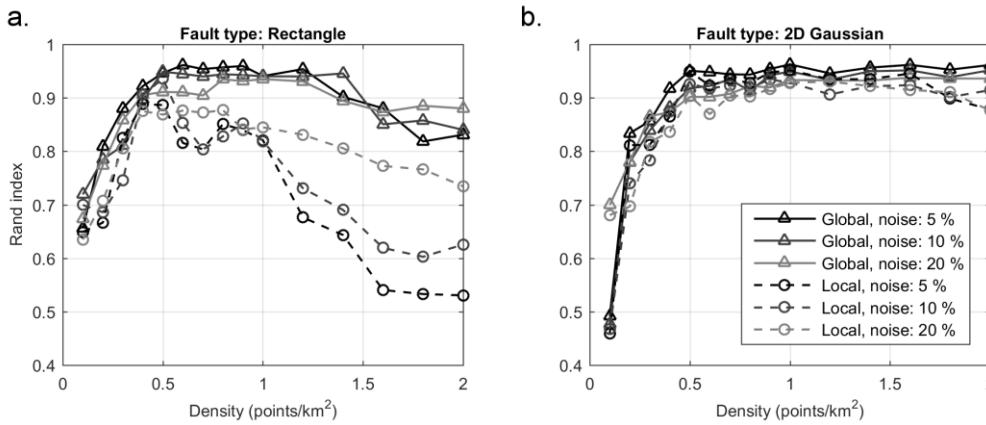 a.
Fault type: Rectangle
1
0.9
0.8
0.7
0.6
0.5
0.4
Rand index
0 0.5 1 1.5 2
Density (points/km²)
b.
Fault type: 2D Gaussian
1
0.9
0.8
0.7
0.6
0.5
0.4
Global, noise: 5 %
Global, noise: 10 %
Global, noise: 20 %
Local, noise: 5 %
Local, noise: 10 %
Local, noise: 20 %
0 0.5 1 1.5
Density (points/km²)